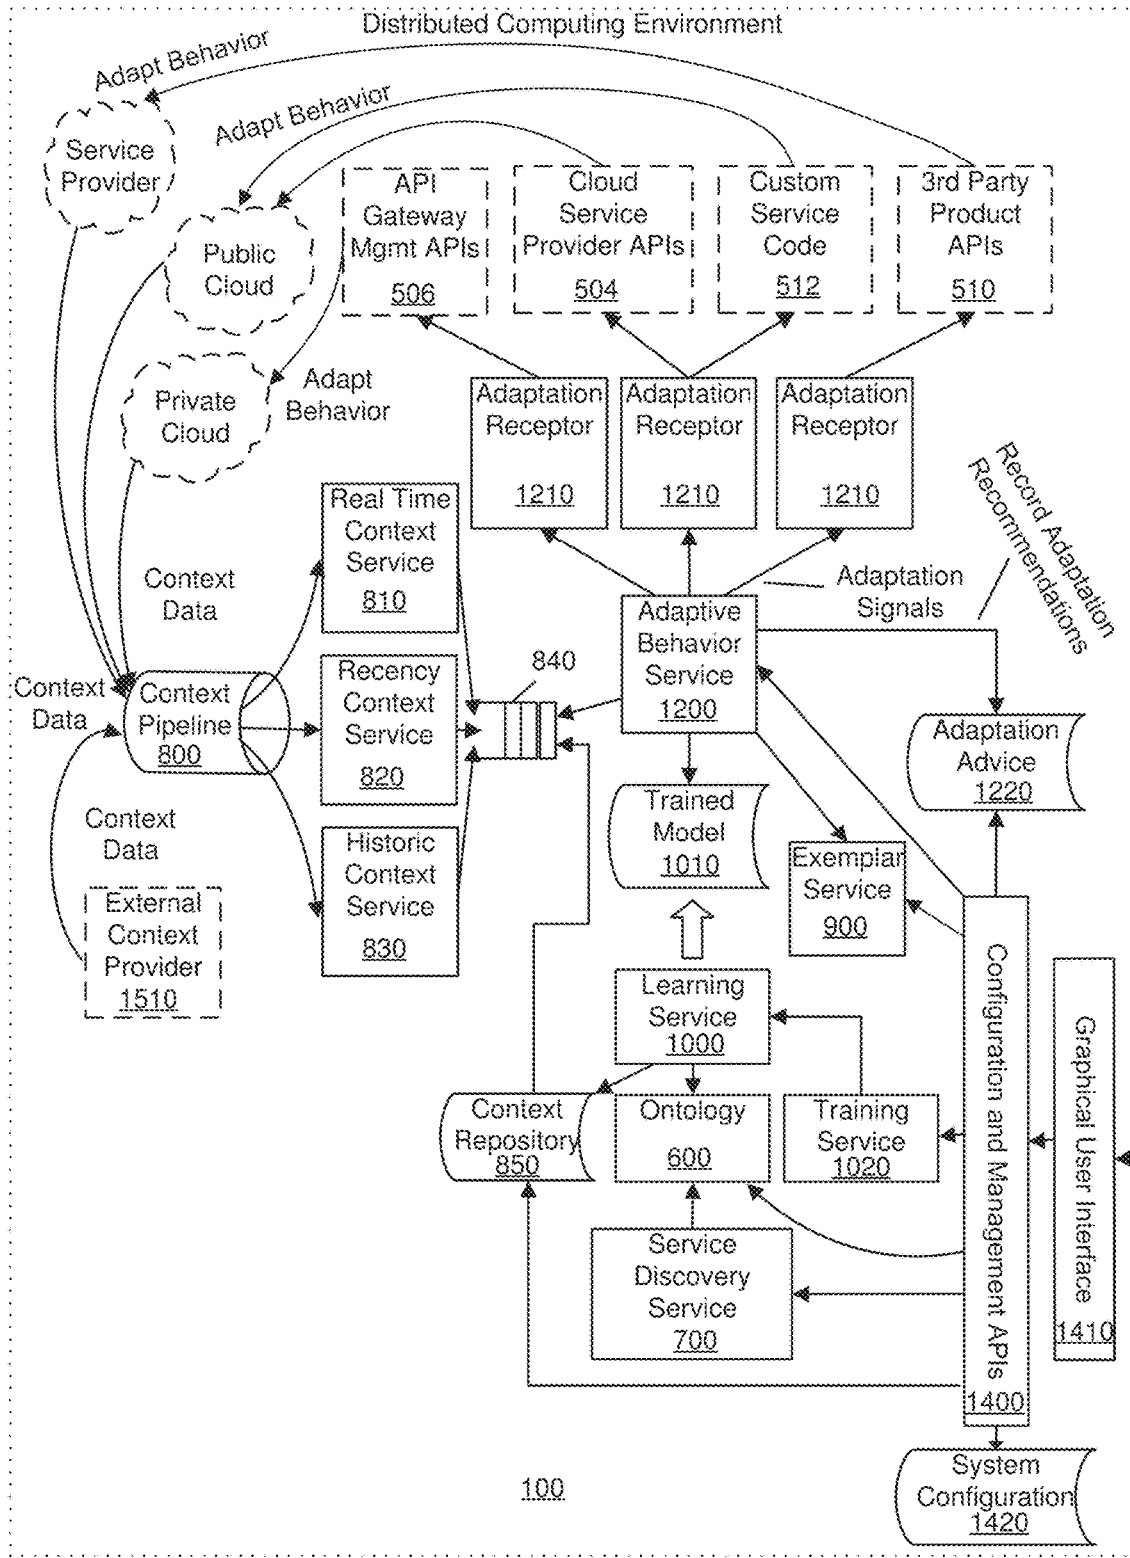 Distributed Computing Environment
Adapt Behavior
Adapt Behavior
Service
Provider
Public
Cloud
Private
Cloud
Adapt
Behavior
API
Gateway
Mgmt APIs
506
Cloud
Service
Provider APIs
504
Custom
Service
Code
512
3rd Party
Product
APIs
510
Adaptation
Receptor
1210
Adaptation
Receptor
1210
Adaptation
Receptor
1210
Record Adaptation
Recommendations
Adaptation
Signals
Real Time
Context
Service
810
Context
Data
Context
Data
Context
Pipeline
800
Recency
Context
Service
820
840
Adaptive
Behavior
Service
1200
Adaptation
Advice
1220
Context
Data
External
Context
Provider
1510
Historic
Context
Service
830
Trained
Model
1010
Exemplar
Service
900
Learning
Service
1000
Context
Repository
850
Ontology
600
Training
Service
1020
Service
Discovery
Service
700
Configuration and Management APIs
1400
Graphical User Interface
1410
System
Configuration
1420
100